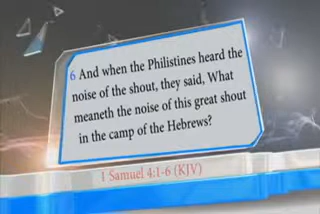 6 And when the Philistines heard the
noise of the shout, they said, What
meaneth the noise of this great shout
in the camp of the Hebrews?
1 Samuel 4:1-6 (KJV)